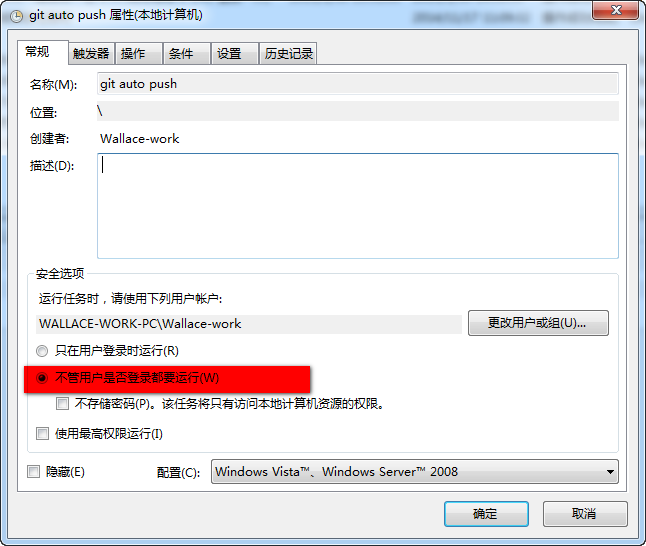 git auto push 属性(本地计算机)
常规 触发器 操作 条件 设置 历史记录
名称(M): git auto push
位置: \
创建者: Wallace-work
描述(D):
安全选项
运行任务时，请使用下列用户帐户:
WALLACE-WORK-PC\Wallace-work 更改用户或组(U)...
只在用户登录时运行(R)
不管用户是否登录都要运行(W)
不存储密码(P)。该任务将只有访问本地计算机资源的权限。
使用最高权限运行(I)
隐藏(E) 配置(C): Windows Vista™、Windows Server™ 2008
确定 取消